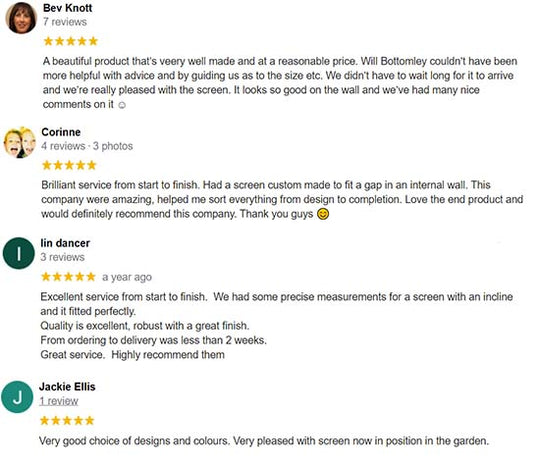 Bev Knott
7 reviews
A beautiful product that's veery well made and at a reasonable price. Will Bottomley couldn't have been
more helpful with advice and by guiding us as to the size etc. We didn't have to wait long for it to arrive
and we're really pleased with the screen. It looks so good on the wall and we've had many nice
comments on it ☺
Corinne
4 reviews · 3 photos
Brilliant service from start to finish. Had a screen custom made to fit a gap in an internal wall. This
company were amazing, helped me sort everything from design to completion. Love the end product and
would definitely recommend this company. Thank you guys 😊
I
lin dancer
3 reviews
a year ago
Excellent service from start to finish. We had some precise measurements for a screen with an incline
and it fitted perfectly.
Quality is excellent, robust with a great finish.
From ordering to delivery was less than 2 weeks.
Great service. Highly recommend them
J
Jackie Ellis
1 review
Very good choice of designs and colours. Very pleased with screen now in position in the garden.